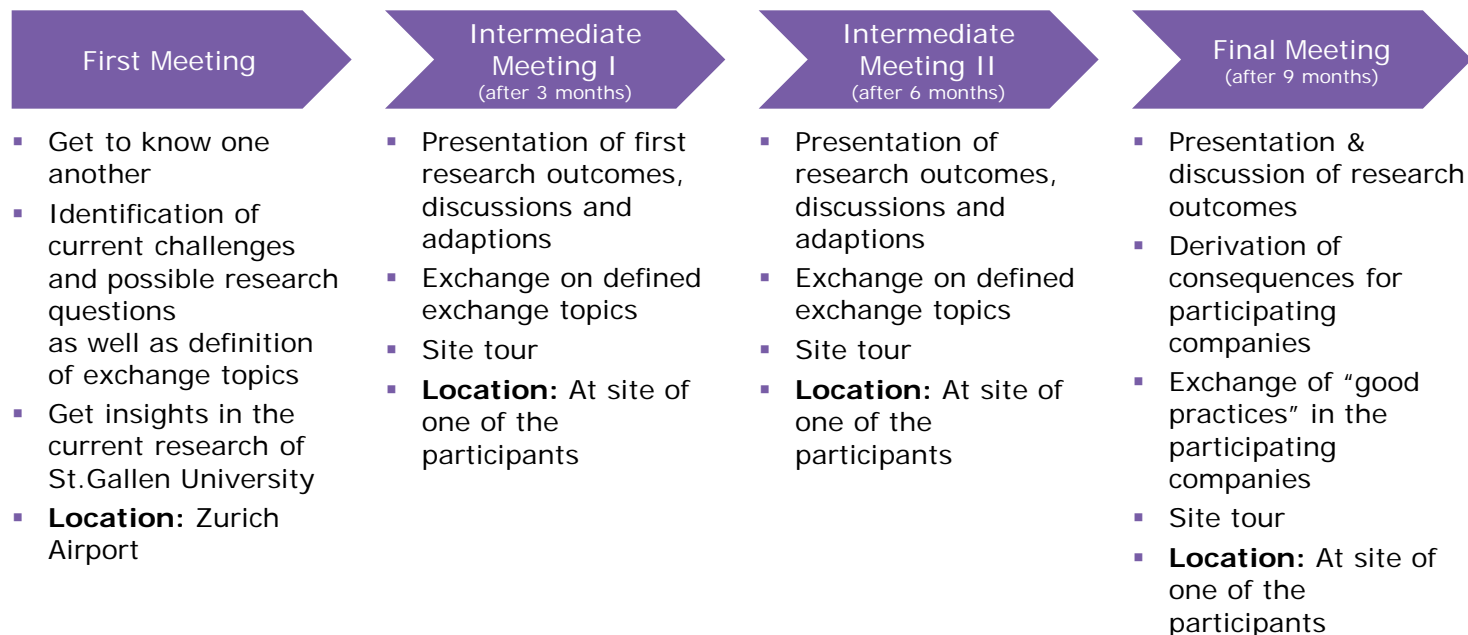 First Meeting
▪ Get to know one
another
▪ Identification of
current challenges
and possible research
questions
as well as definition
of exchange topics
▪ Get insights in the
current research of
St.Gallen University
▪ Location: Zurich
Airport
Intermediate
Meeting I
(after 3 months)
▪ Presentation of first
research outcomes,
discussions and
adaptions
▪ Exchange on defined
exchange topics
▪ Site tour
▪ Location: At site of
one of the
participants
Intermediate
Meeting II
(after 6 months)
▪ Presentation of
research outcomes,
discussions and
adaptions
▪ Exchange on defined
exchange topics
▪ Site tour
▪ Location: At site of
one of the
participants
Final Meeting
(after 9 months)
▪ Presentation &
discussion of research
outcomes
▪ Derivation of
consequences for
participating
companies
▪ Exchange of “good
practices” in the
participating
companies
▪ Site tour
▪ Location: At site of
one of the
participants